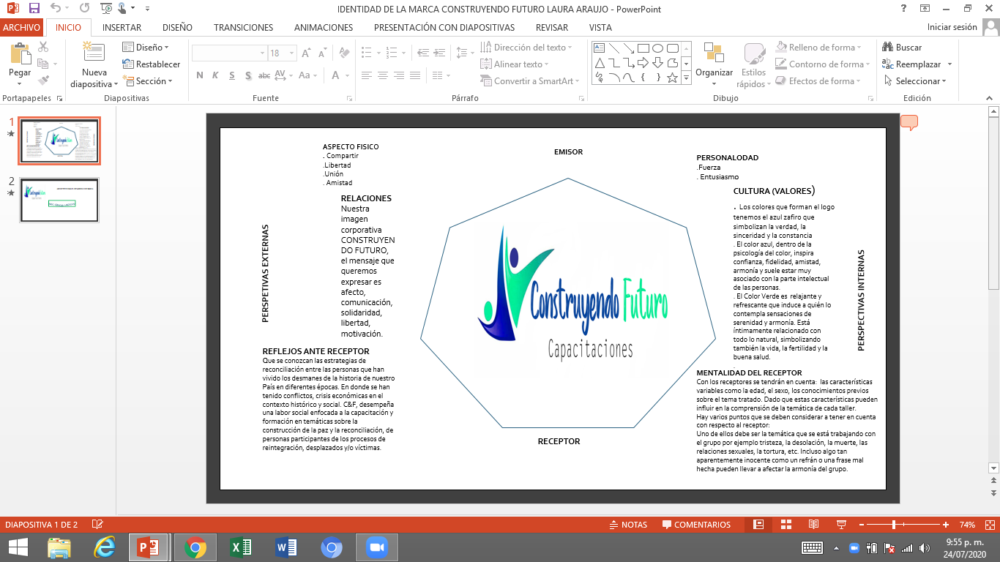 IDENTIDAD DE LA MARCA CONSTRUYENDO FUTURO LAURA ARAUJO - PowerPoint
ARCHIVO INICIO INSERTAR DISEÑO TRANSICIONES ANIMACIONES PRESENTACIÓN CON DIAPOSITIVAS REVISAR VISTA Iniciar sesión
Pegar
Portapapeles
Nueva
diapositiva
Diseño
Restablecer
Sección
Diapositivas
18
N K S S abc AV Aa A
Fuente
Dirección del texto
Alinear texto
Convertir a SmartArt
Párrafo
Organizar
Estilos
rápidos
Relleno de forma
Contorno de forma
Efectos de forma
Dibujo
Buscar
Reemplazar
Seleccionar
Edición
1
2
ASPECTO FISICO
. Compartir
.Libertad
.Unión
. Amistad
RELACIONES
Nuestra
imagen
corporativa
CONSTRUYEN
DO FUTURO,
el mensaje que
queremos
expresar es
afecto,
comunicación,
solidaridad,
libertad,
motivación.
PERSPETIVAS EXTERNAS
REFLEJOS ANTE RECEPTOR
Que se conozcan las estrategias de
reconciliación entre las personas que han
vivido los desmanes de la historia de nuestro
País en diferentes épocas. En donde se han
tenido conflictos, crisis económicas en el
contexto histórico y social. C&F, desempeña
una labor social enfocada a la capacitación y
formación en temáticas sobre la
construcción de la paz y la reconciliación, de
personas participantes de los procesos de
reintegración, desplazados y/o víctimas.
EMISOR
Construyendo Futuro
Capacitaciones
RECEPTOR
PERSONALODAD
.Fuerza
. Entusiasmo
CULTURA (VALORES)
. Los colores que forman el logo
tenemos el azul zafiro que
simbolizan la verdad, la
sinceridad y la constancia
. El color azul, dentro de la
psicología del color, inspira
confianza, fidelidad, amistad,
armonía y suele estar muy
asociado con la parte intelectual
de las personas.
. El Color Verde es relajante y
refrescante que induce a quién lo
contempla sensaciones de
serenidad y armonía. Está
íntimamente relacionado con
todo lo natural, simbolizando
también la vida, la fertilidad y la
buena salud.
.
PERSPECTIVAS INTERNAS
MENTALIDAD DEL RECEPTOR
Con los receptores se tendrán en cuenta: las características
variables como la edad, el sexo, los conocimientos previos
sobre el tema tratado. Dado que estas características pueden
influir en la comprensión de la temática de cada taller.
Hay varios puntos que se deben considerar a tener en cuenta
con respecto al receptor:
Uno de ellos debe ser la temática que se está trabajando con
el grupo por ejemplo tristeza, la desolación, la muerte, las
relaciones sexuales, la tortura, etc. Incluso algo tan
aparentemente inocente como un refrán o una frase mal
hecha pueden llevar a afectar la armonía del grupo.
DIAPOSITIVA 1 DE 2 NOTAS COMENTARIOS 74%
9:55 p. m.
24/07/2020